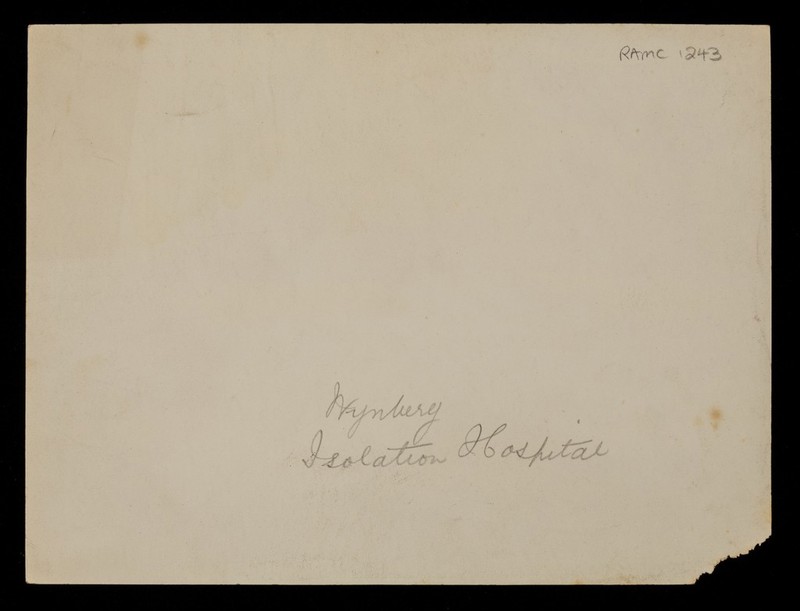 RAMC 1243
Wynberg
Isolation Hospital